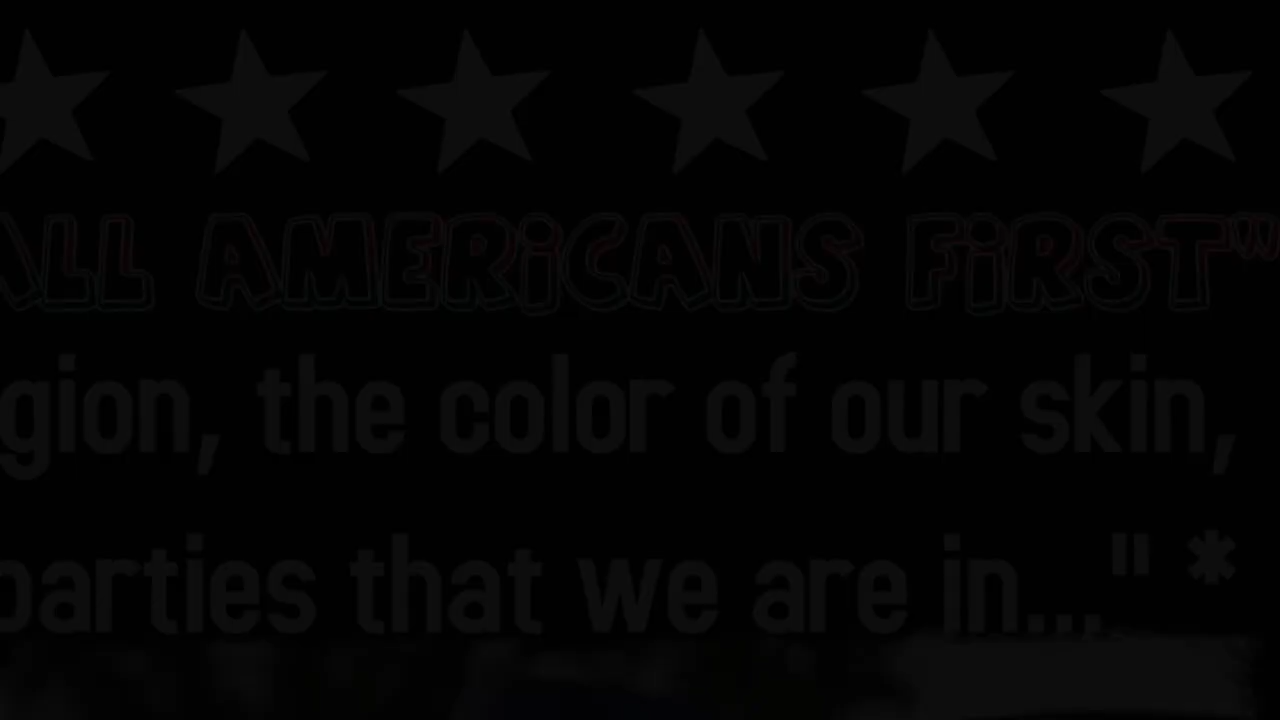 ALL AMERiCANS FiRST"
gion, the color of our skin,
parties that we are in..." *